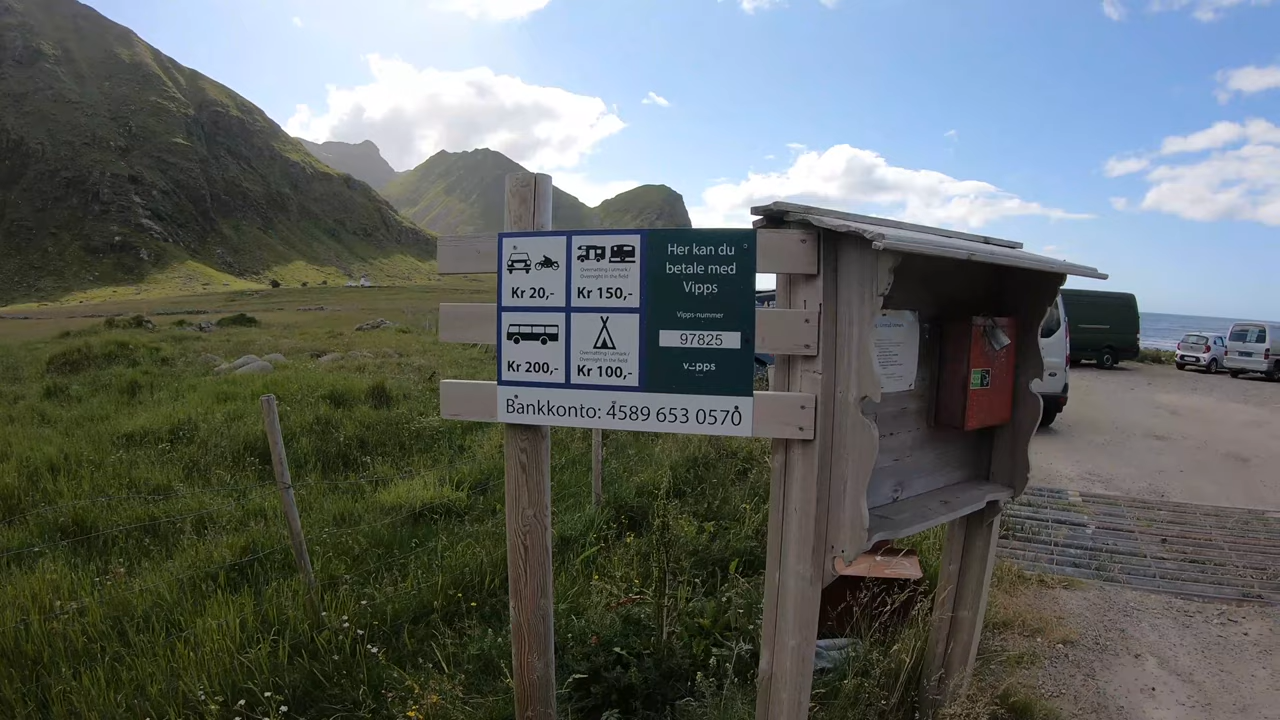 Kr 20,-
Overnatting i utmark /
Overnight in the field
Kr 150,-
Kr 200,-
Overnatting i utmark /
Overnight in the field
Kr 100,-
Her kan du
betale med
Vipps
Vipps-nummer
97825
vipps
Bankkonto: 4589 653 0570